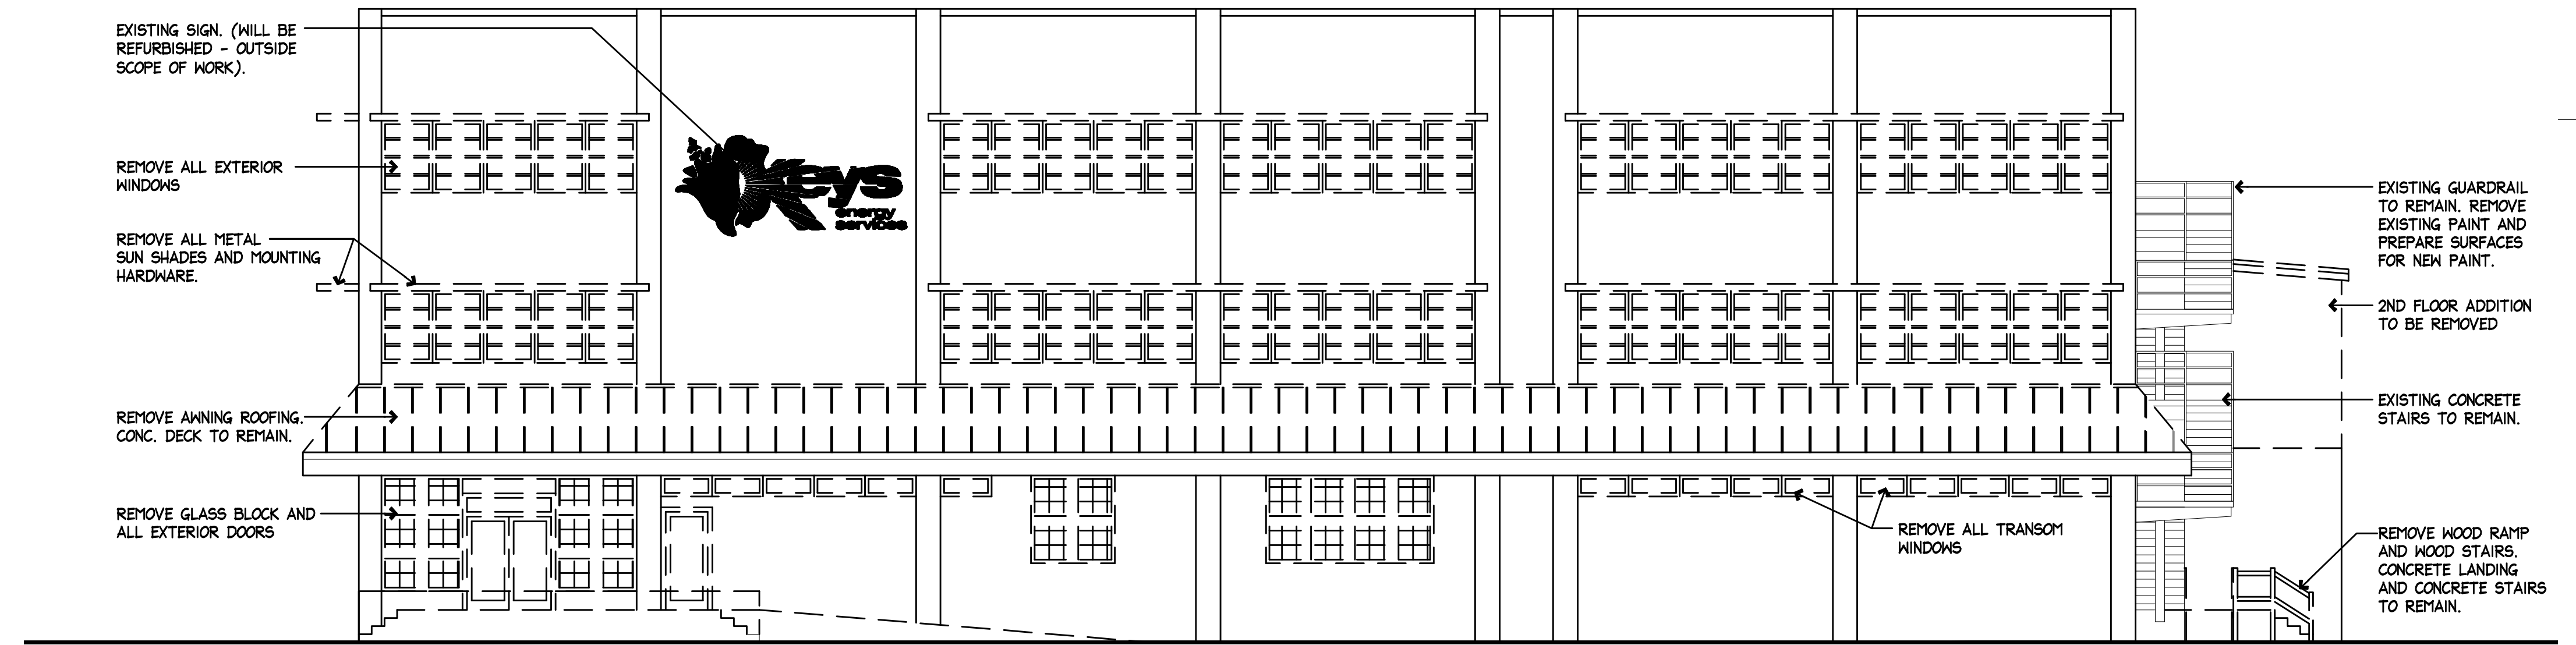 EXISTING SIGN. (WILL BE
REFURBISHED - OUTSIDE
SCOPE OF WORK).
REMOVE ALL EXTERIOR
WINDOWS
REMOVE ALL METAL
SUN SHADES AND MOUNTING
HARDWARE.
REMOVE AWNING ROOFING.
CONC. DECK TO REMAIN.
REMOVE GLASS BLOCK AND
ALL EXTERIOR DOORS
keys
energy
services
REMOVE ALL TRANSOM
WINDOWS
EXISTING GUARDRAIL
TO REMAIN. REMOVE
EXISTING PAINT AND
PREPARE SURFACES
FOR NEW PAINT.
2ND FLOOR ADDITION
TO BE REMOVED
EXISTING CONCRETE
STAIRS TO REMAIN.
REMOVE WOOD RAMP
AND WOOD STAIRS.
CONCRETE LANDING
AND CONCRETE STAIRS
TO REMAIN.